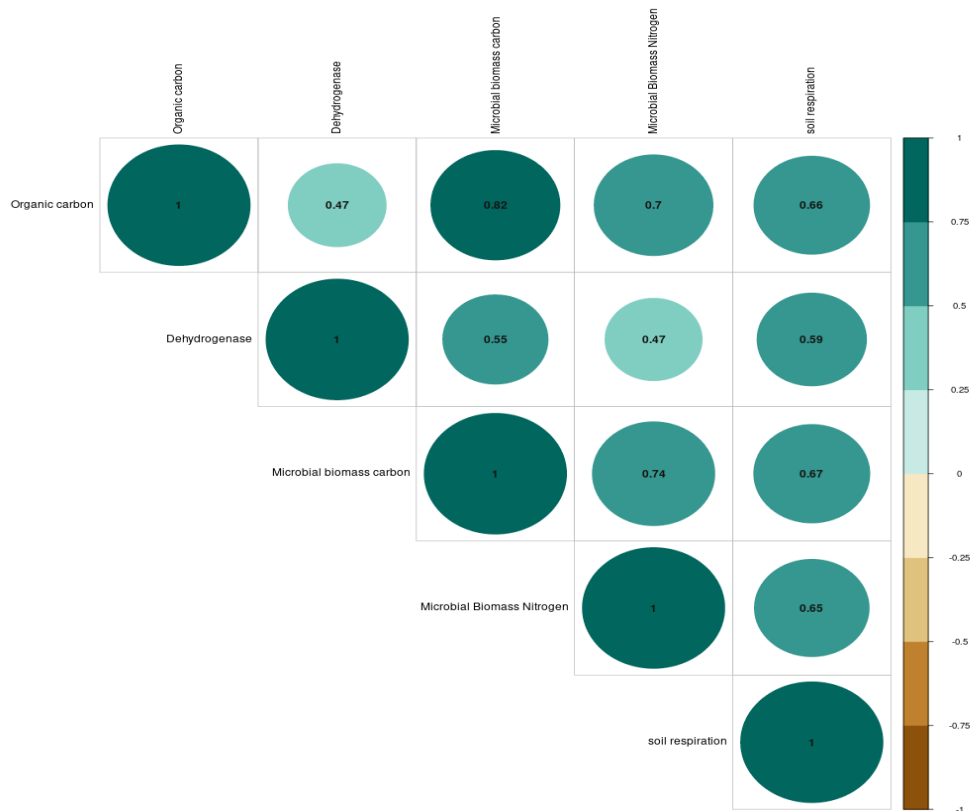 Organic carbon
Dehydrogenase
Microbial biomass carbon
Microbial Biomass Nitrogen
soil respiration
Organic carbon 1 0.47 0.82 0.7 0.66
Dehydrogenase 1 0.55 0.47 0.59
Microbial biomass carbon 1 0.74 0.67
Microbial Biomass Nitrogen 1 0.65
soil respiration 1
1
0.75
0.5
0.25
0
-0.25
-0.5
-0.75
-1